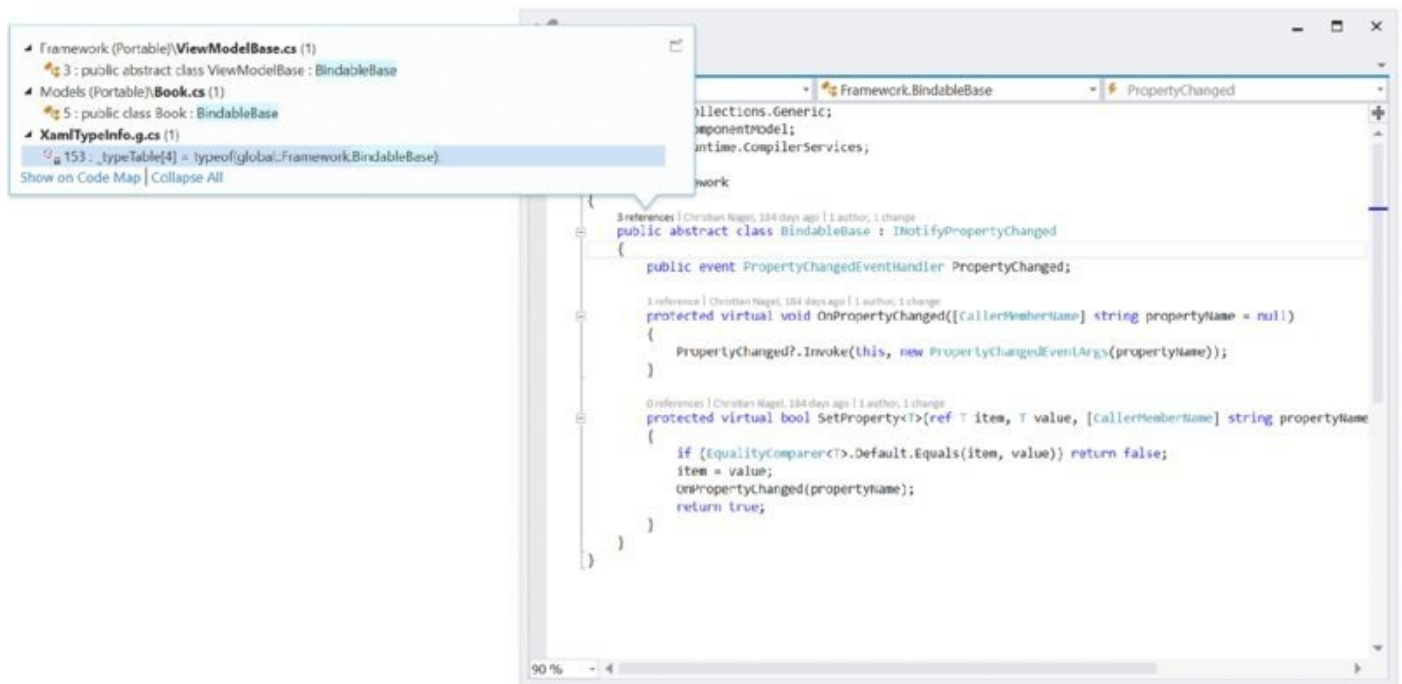 Framework (Portable)\ViewModelBase.cs (1)
3 : public abstract class ViewModelBase : BindableBase
Models (Portable)\Book.cs (1)
5 : public class Book : BindableBase
XamlTypeInfo.g.cs (1)
153 : _typeTable[4] = typeof(global::Framework.BindableBase);
Show on Code Map | Collapse All
Framework.BindableBase PropertyChanged
ollections.Generic;
omponentModel;
untime.CompilerServices;
ework
{
3 references | Christian Nagel, 184 days ago | 1 author, 1 change
public abstract class BindableBase : INotifyPropertyChanged
{
public event PropertyChangedEventHandler PropertyChanged;
1 reference | Christian Nagel, 184 days ago | 1 author, 1 change
protected virtual void OnPropertyChanged([CallerMemberName] string propertyName = null)
{
PropertyChanged?.Invoke(this, new PropertyChangedEventArgs(propertyName));
}
0 references | Christian Nagel, 184 days ago | 1 author, 1 change
protected virtual bool SetProperty<T>(ref T item, T value, [CallerMemberName] string propertyName
{
if (EqualityComparer<T>.Default.Equals(item, value)) return false;
item = value;
OnPropertyChanged(propertyName);
return true;
}
}
}
90 %